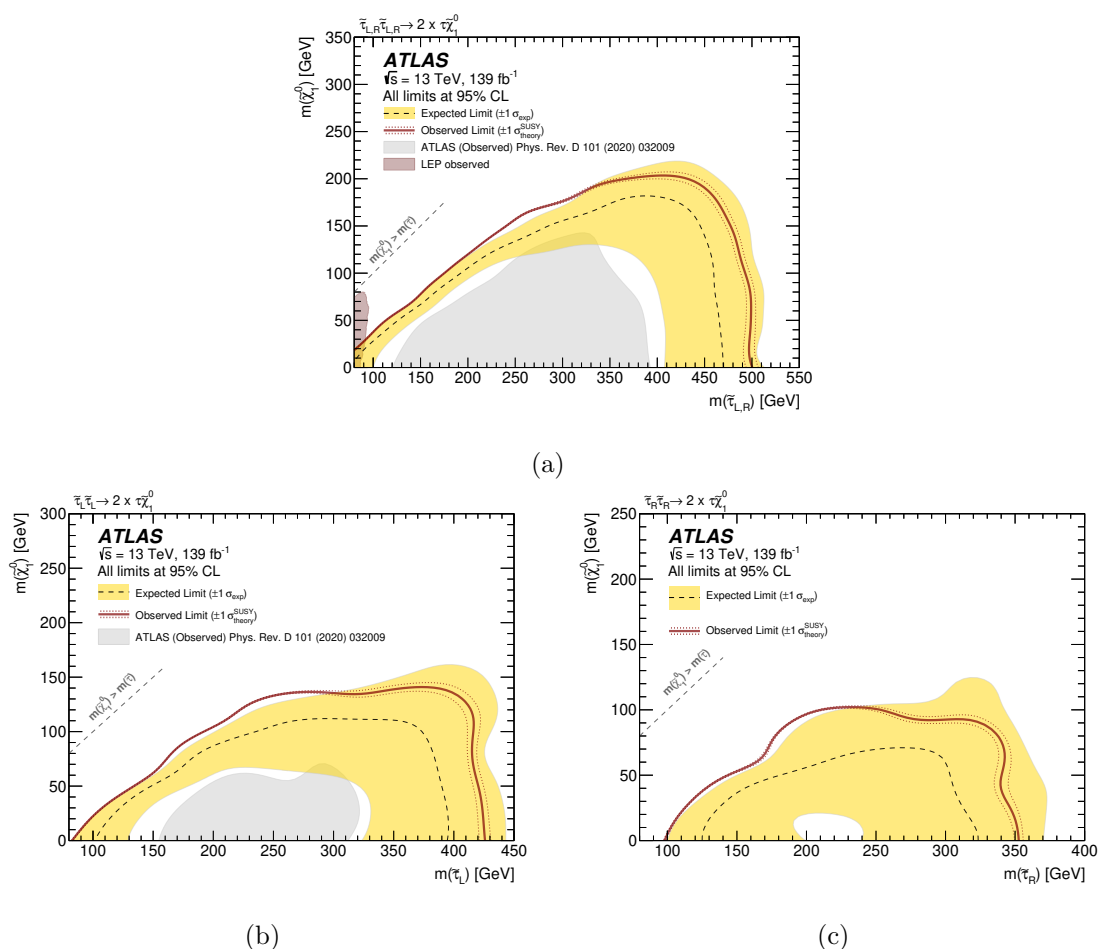 τ̃L,Rτ̃L,R→ 2 x τχ̃⁰₁
m(χ̃⁰₁) [GeV]
350
300
250
200
150
100
50
0
ATLAS
√s = 13 TeV, 139 fb⁻¹
All limits at 95% CL
Expected Limit (±1 σexp)
Observed Limit (±1 σ^SUSY_theory)
ATLAS (Observed) Phys. Rev. D 101 (2020) 032009
LEP observed
m(χ̃⁰₁) > m(τ̃)
100 150 200 250 300 350 400 450 500 550
m(τ̃L,R) [GeV]
(a)
τ̃Lτ̃L→ 2 x τχ̃⁰₁
m(χ̃⁰₁) [GeV]
300
250
200
150
100
50
0
ATLAS
√s = 13 TeV, 139 fb⁻¹
All limits at 95% CL
Expected Limit (±1 σexp)
Observed Limit (±1 σ^SUSY_theory)
ATLAS (Observed) Phys. Rev. D 101 (2020) 032009
m(χ̃⁰₁) > m(τ̃)
100 150 200 250 300 350 400 450
m(τ̃L) [GeV]
(b)
τ̃Rτ̃R→ 2 x τχ̃⁰₁
m(χ̃⁰₁) [GeV]
250
200
150
100
50
0
ATLAS
√s = 13 TeV, 139 fb⁻¹
All limits at 95% CL
Expected Limit (±1 σexp)
Observed Limit (±1 σ^SUSY_theory)
m(χ̃⁰₁) > m(τ̃)
100 150 200 250 300 350 400
m(τ̃R) [GeV]
(c)